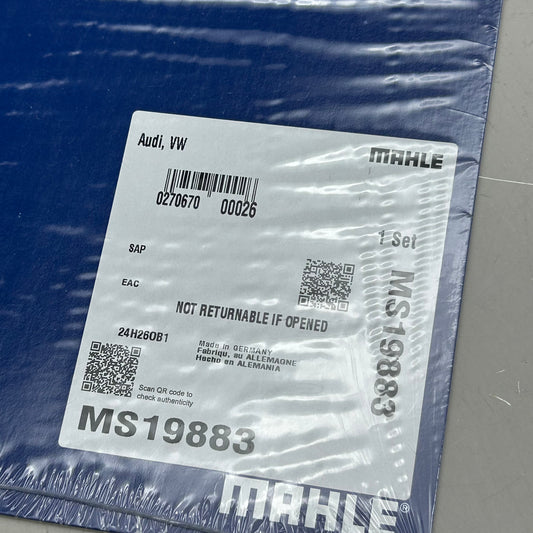 Audi, VW
MAHLE
0270670 00026
1 Set
SAP
EAC
NOT RETURNABLE IF OPENED
24H260B1
Made in GERMANY
Fabriqu. au ALLEMAGNE
Hecho en ALEMANIA
Scan QR code to
check authenticity
MS19883
MS19883
MAHLE®